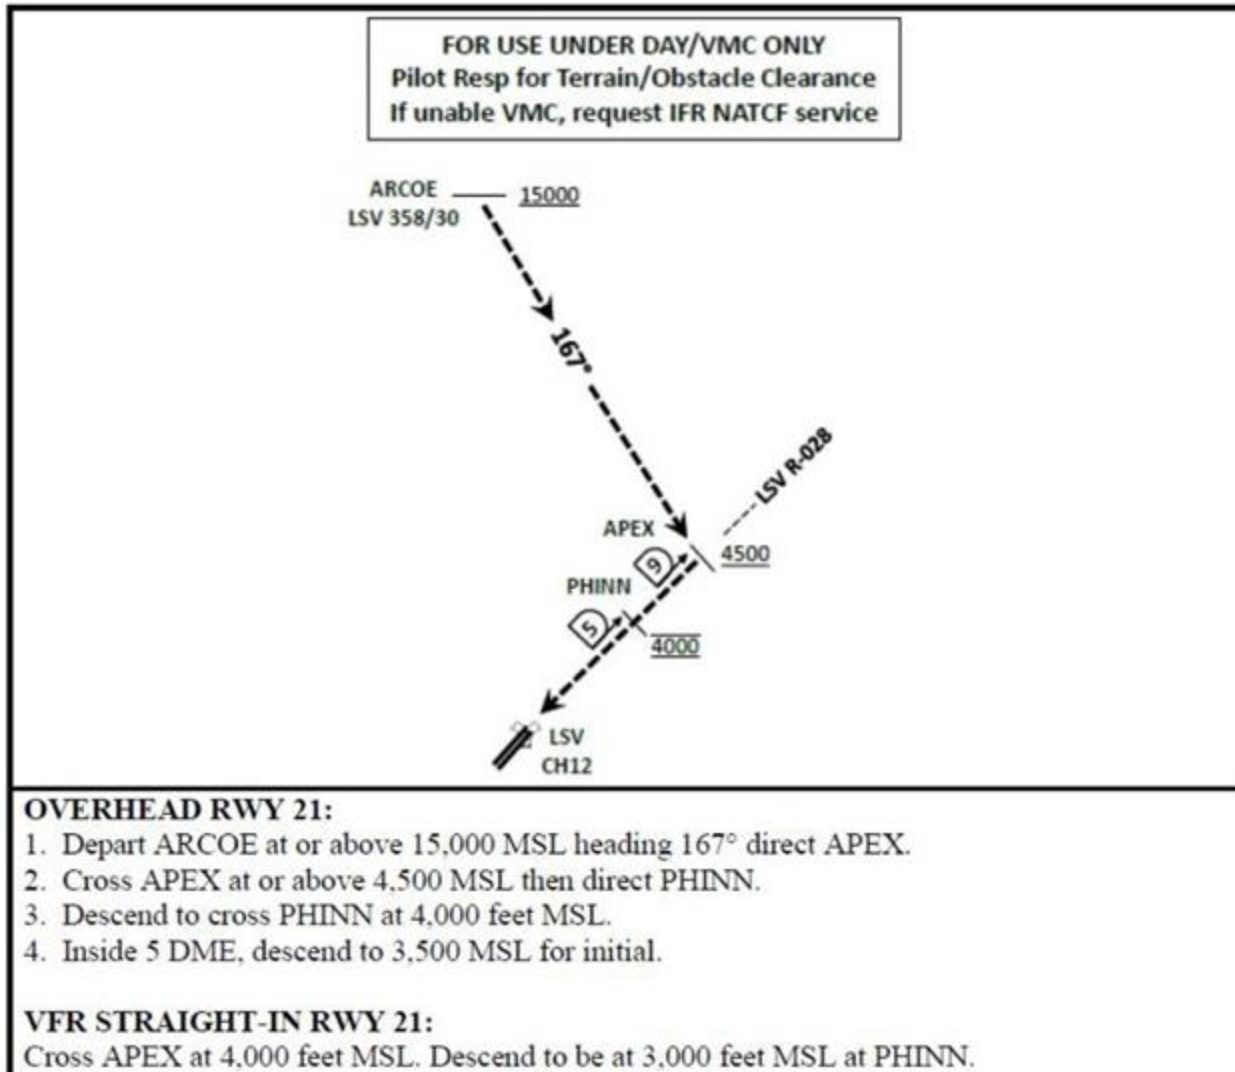 FOR USE UNDER DAY/VMC ONLY
Pilot Resp for Terrain/Obstacle Clearance
If unable VMC, request IFR NATCF service
ARCOE
15000
LSV 358/30
167°
LSV R-028
APEX
4500
9
PHINN
5
4000
LSV
CH12
OVERHEAD RWY 21:
1. Depart ARCOE at or above 15,000 MSL heading 167° direct APEX.
2. Cross APEX at or above 4,500 MSL then direct PHINN.
3. Descend to cross PHINN at 4,000 feet MSL.
4. Inside 5 DME, descend to 3,500 MSL for initial.
VFR STRAIGHT-IN RWY 21:
Cross APEX at 4,000 feet MSL. Descend to be at 3,000 feet MSL at PHINN.